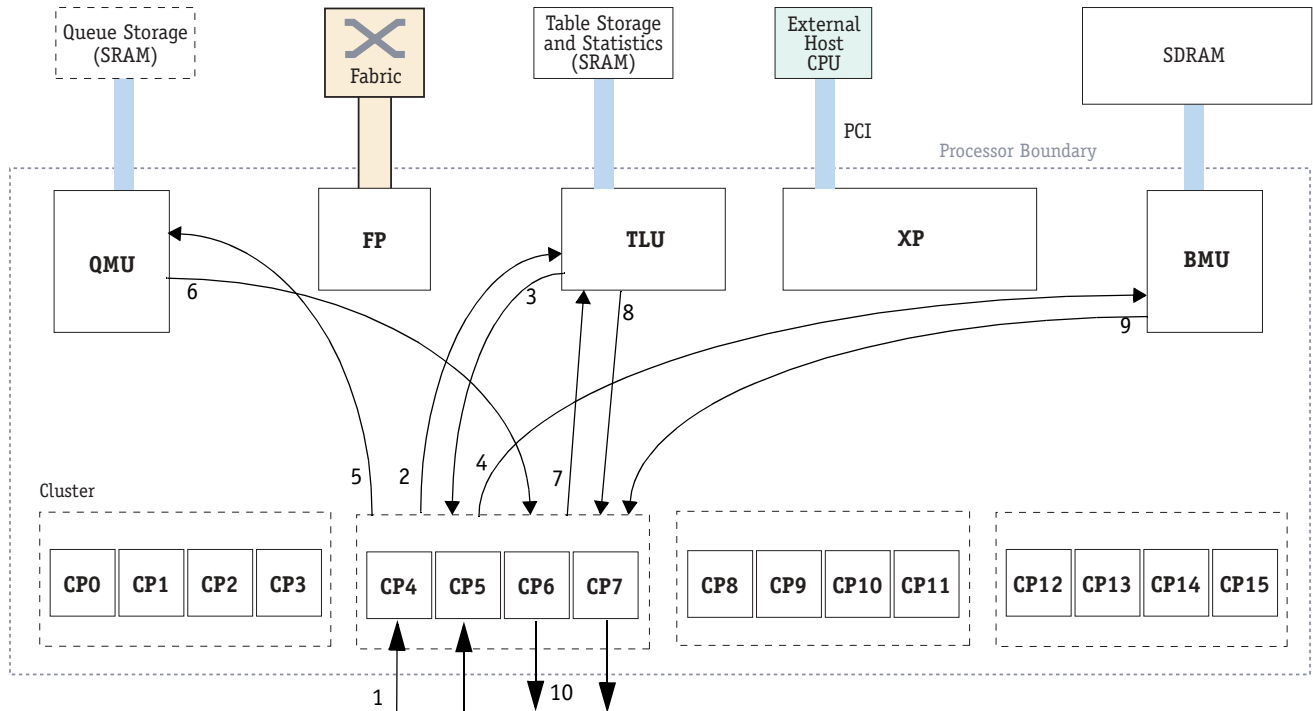 Queue Storage
(SRAM)
Fabric
Table Storage
and Statistics
(SRAM)
External
Host
CPU
SDRAM
PCI
Processor Boundary
QMU
FP
TLU
XP
BMU
6
3
8
9
5
2
4
7
Cluster
CP0 CP1 CP2 CP3
CP4 CP5 CP6 CP7
CP8 CP9 CP10 CP11
CP12 CP13 CP14 CP15
1
10